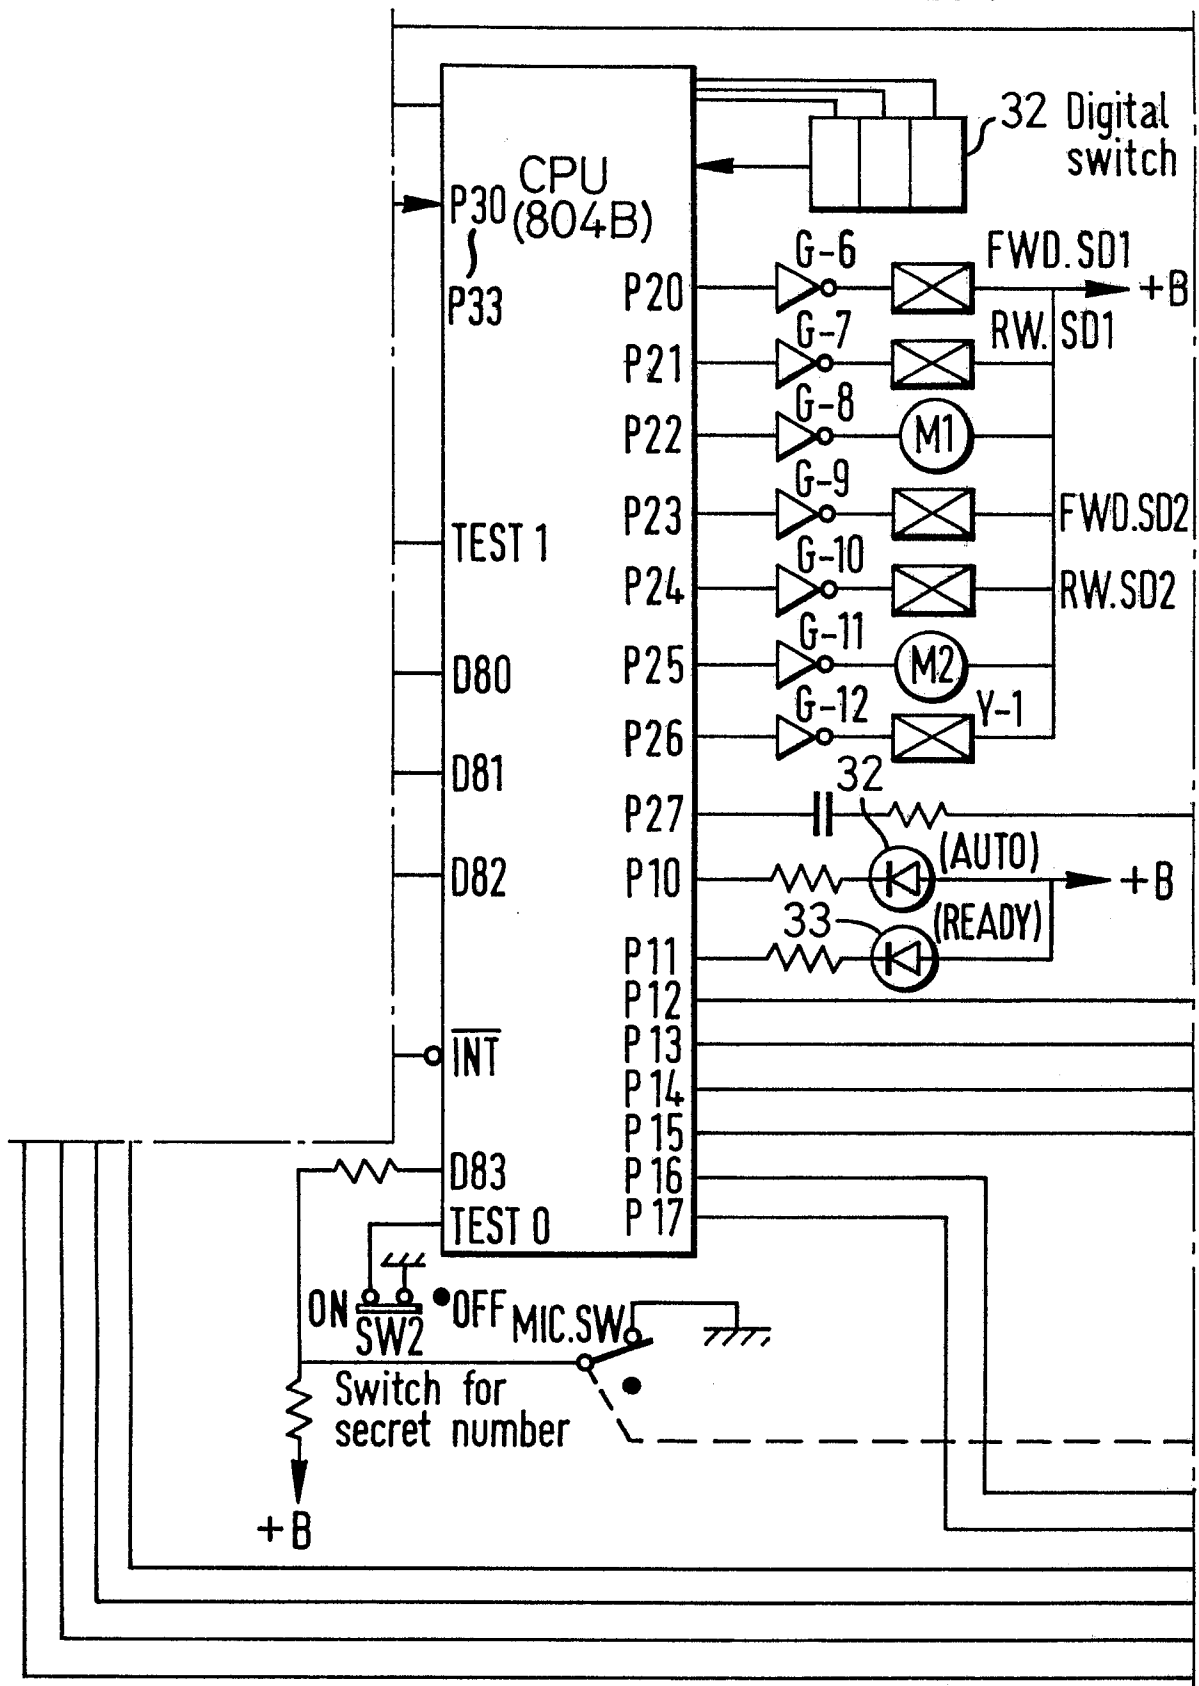 32 Digital
switch
CPU
(804B)
P30
P33
TEST 1
D80
D81
D82
INT
D83
TEST 0
P20
P21
P22
P23
P24
P25
P26
P27
P10
P11
P12
P13
P14
P15
P16
P17
G-6
FWD.SD1
+B
G-7
RW. SD1
G-8
M1
G-9
FWD.SD2
G-10
RW.SD2
G-11
M2
G-12
Y-1
32
(AUTO)
+B
33
(READY)
ON
OFF
SW2
MIC.SW
Switch for
secret number
+B